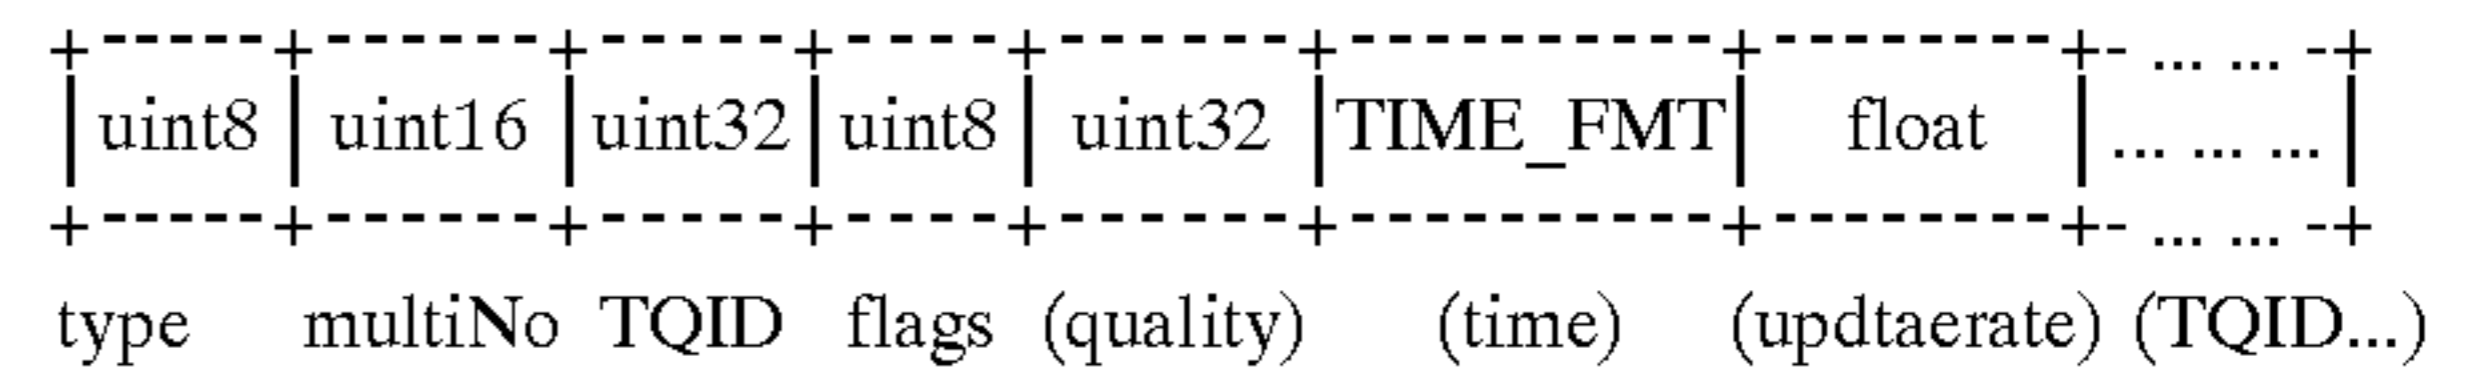 +-----+-------+------+----+--------+-----------+---------+- ... ... -+
| uint8 | uint16 | uint32 | uint8 | uint32 |TIME_FMT| float |... ... ...|
+-----+-------+------+----+--------+-----------+---------+- ... ... -+
type multiNo TQID flags (quality) (time) (updtaerate) (TQID...)